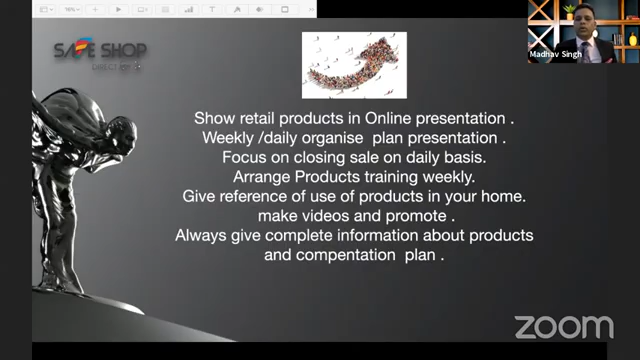 SAFE SHOP
Madhav Singh
Show retail products in Online presentation .
Weekly /daily organise plan presentation .
Focus on closing sale on daily basis.
Arrange Products training weekly.
Give reference of use of products in your home.
make videos and promote .
Always give complete information about products
and compentation plan .
zoom